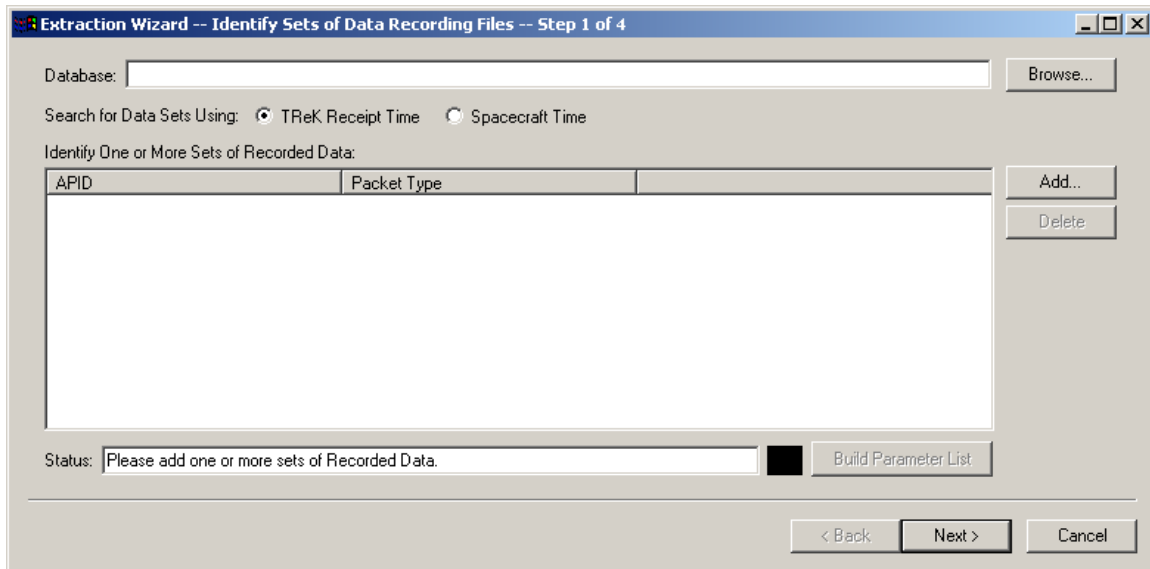 Extraction Wizard -- Identify Sets of Data Recording Files -- Step 1 of 4
Database: Browse...
Search for Data Sets Using: TReK Receipt Time Spacecraft Time
Identify One or More Sets of Recorded Data:
APID Packet Type Add...
Delete
Status: Please add one or more sets of Recorded Data. Build Parameter List
< Back Next > Cancel